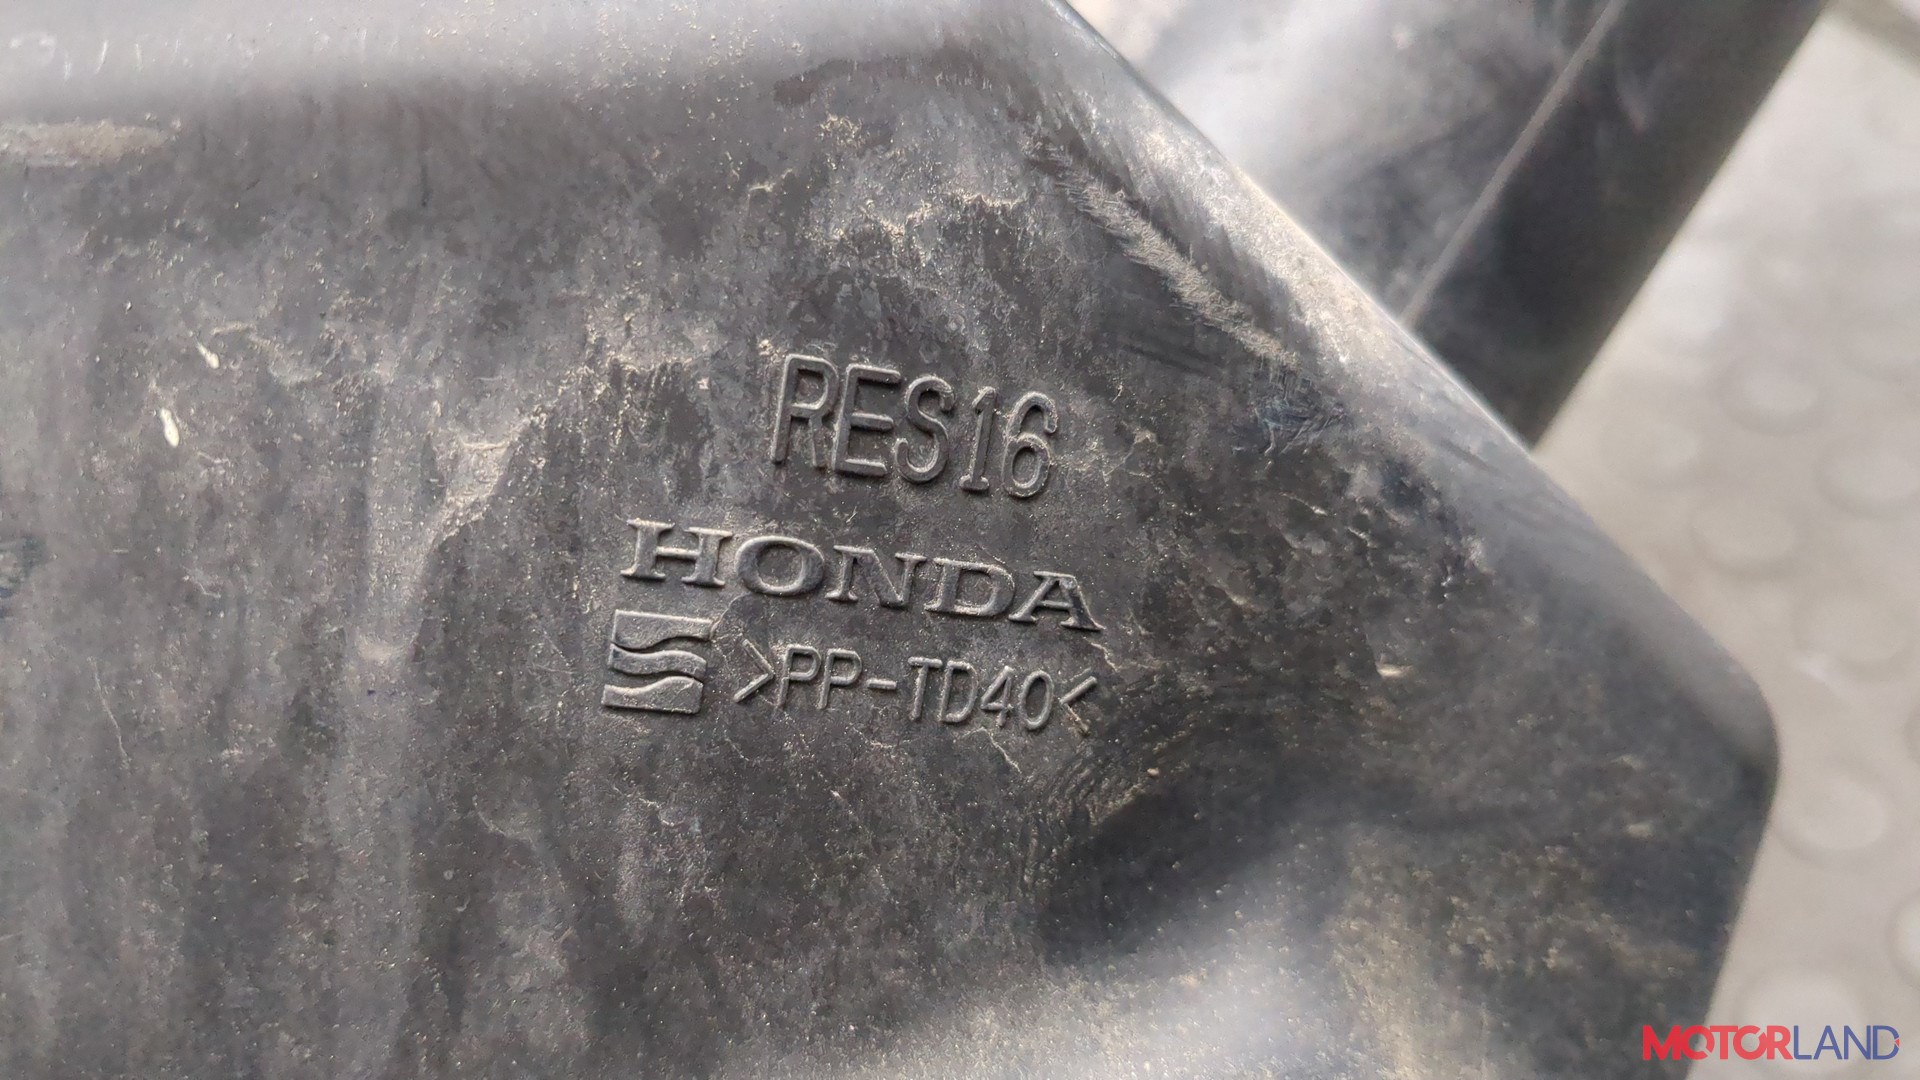 RES16
HONDA
>PP-TD40<
MOTORLAND